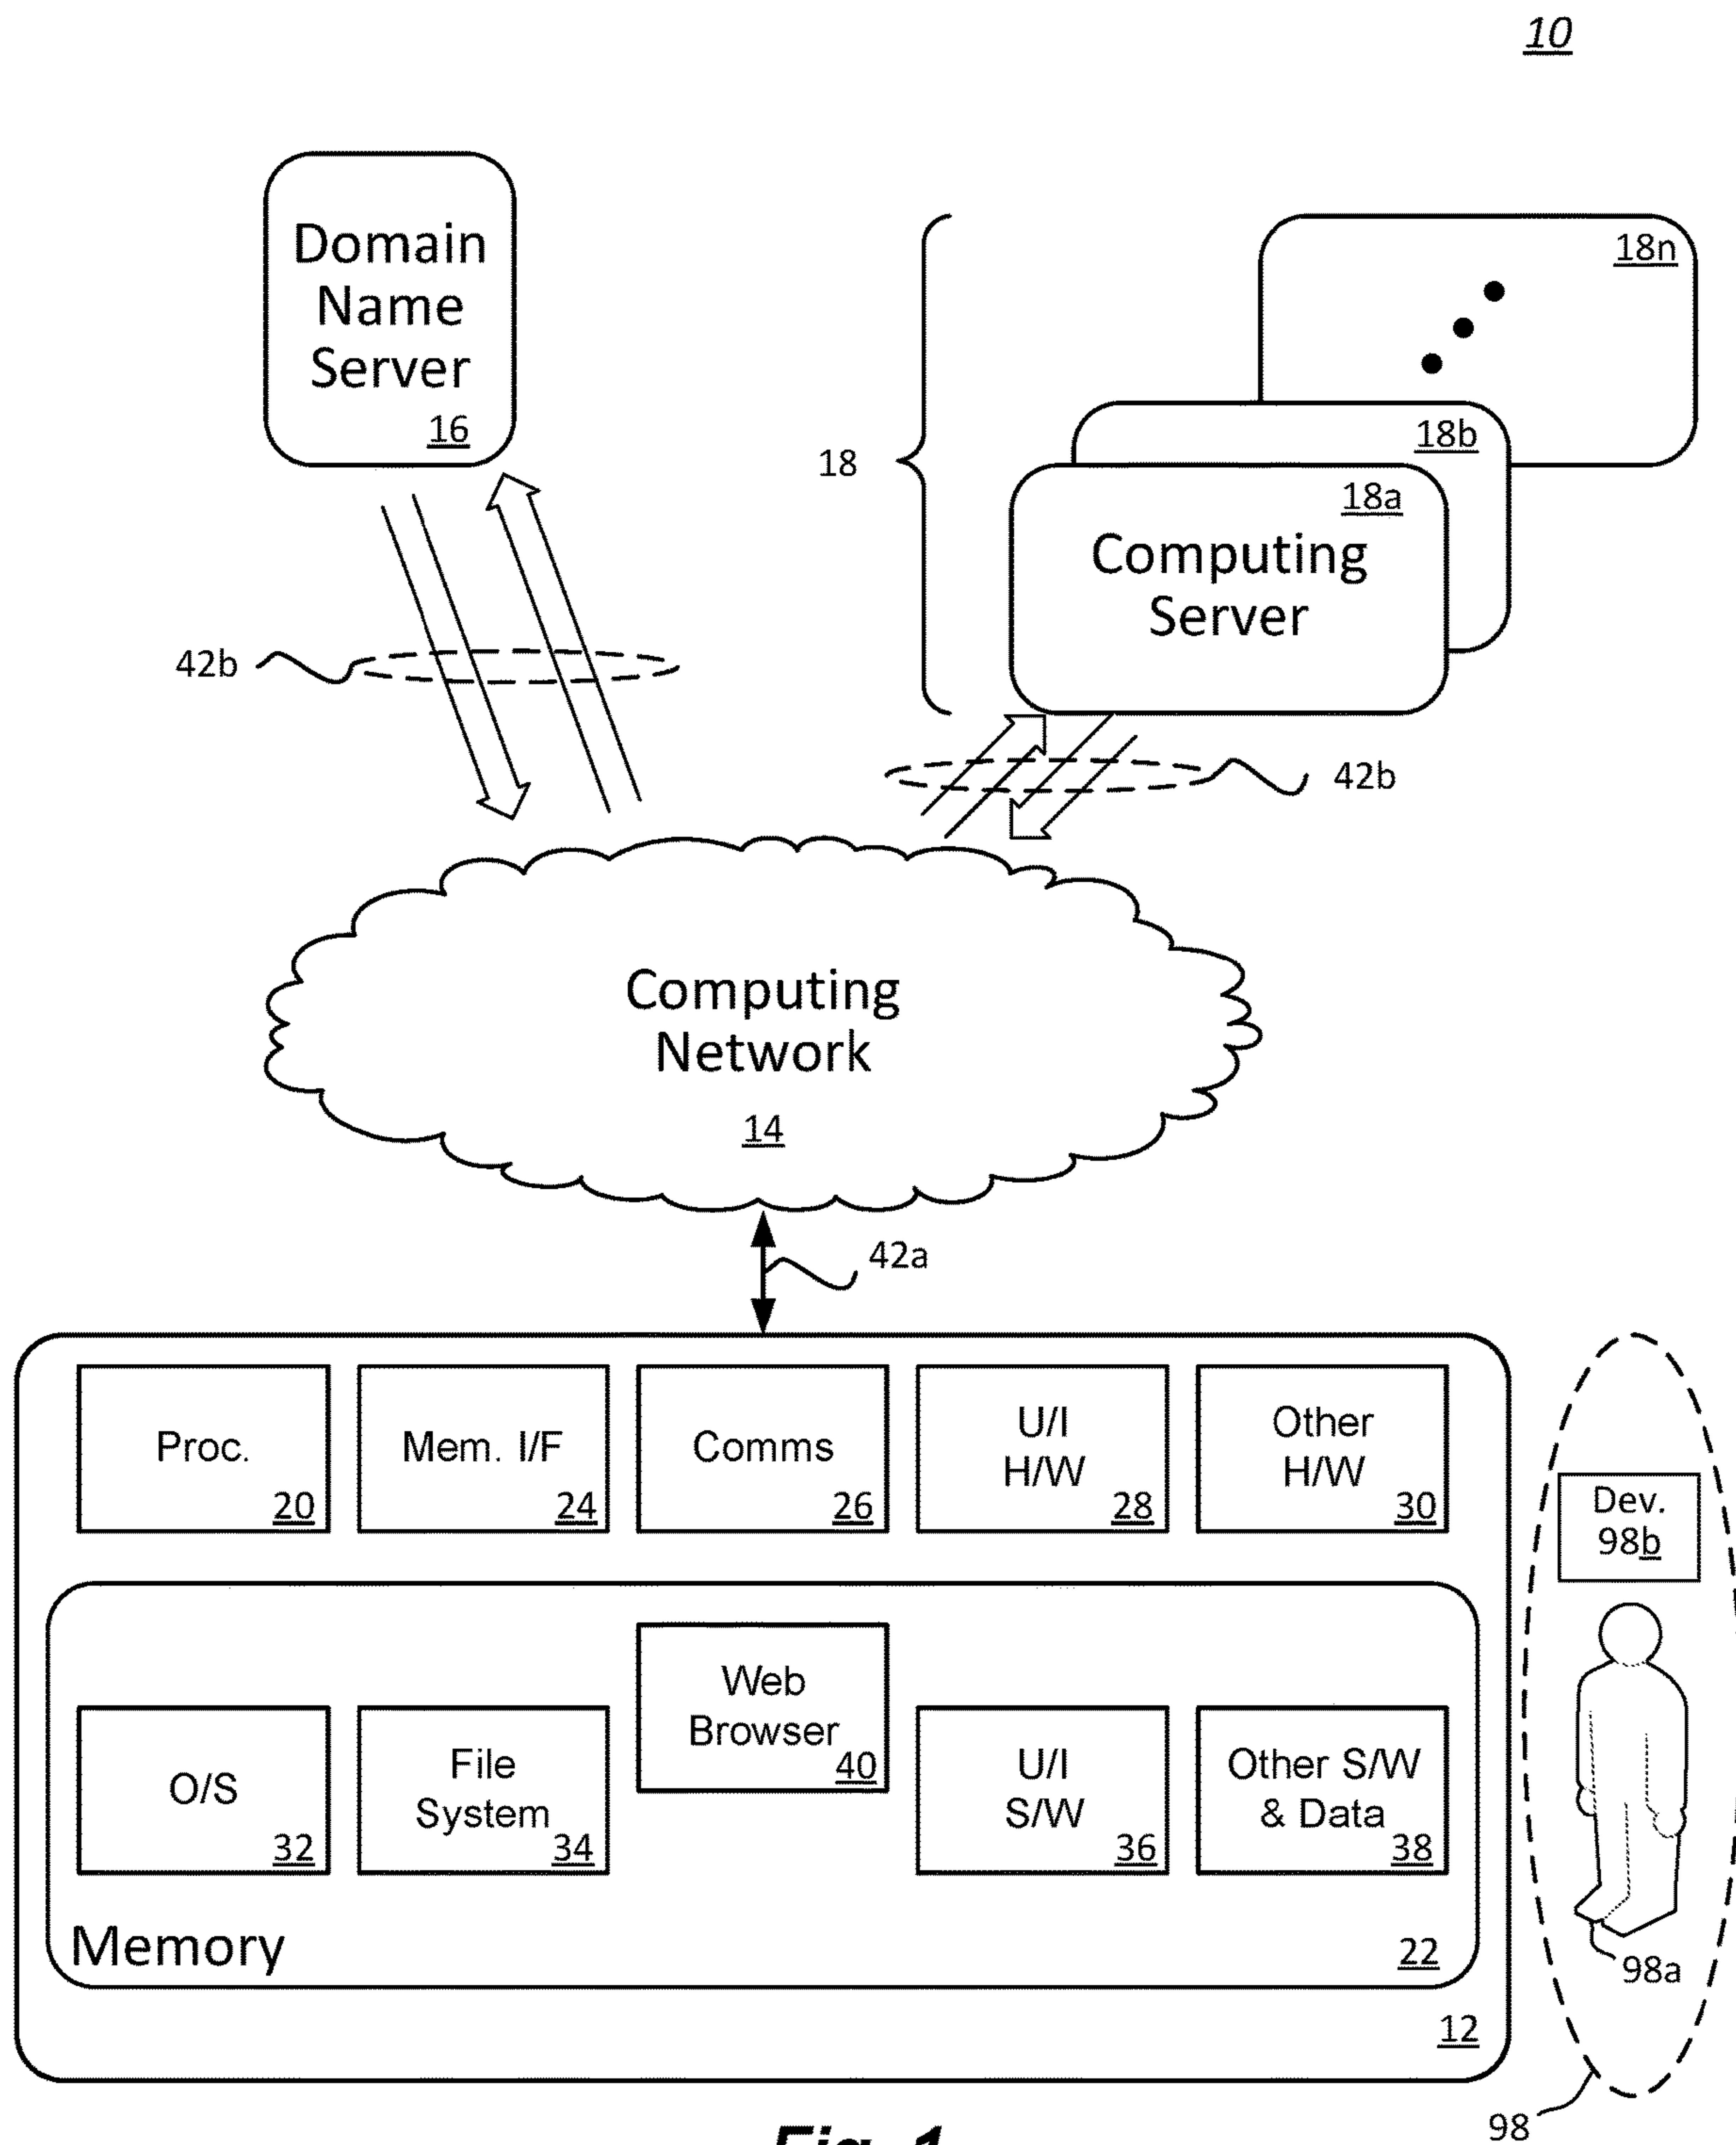 10
Domain
Name
Server
16
18n
18b
18a
18
Computing
Server
42b
42b
Computing
Network
14
42a
Proc.
20
Mem. I/F
24
Comms
26
U/I
H/W
28
Other
H/W
30
Dev.
98b
Web
Browser
40
O/S
32
File
System
34
U/I
S/W
36
Other S/W
& Data
38
Memory
22
98a
12
98
Fig. 1